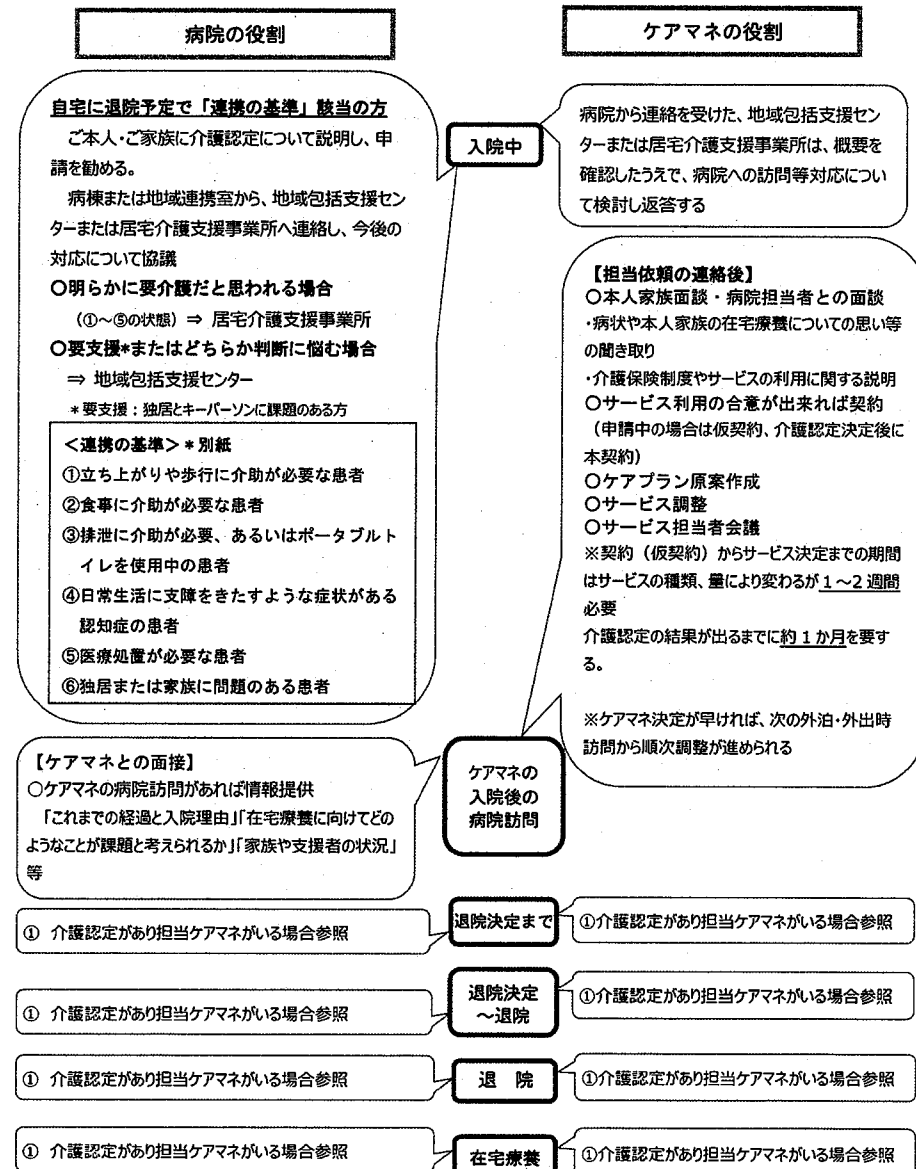 病院の役割
ケアマネの役割
自宅に退院予定で「連携の基準」該当の方
ご本人・ご家族に介護認定について説明し、申
請を勧める。
病棟または地域連携室から、地域包括支援セン
ターまたは居宅介護支援事業所へ連絡し、今後の
対応について協議
○明らかに要介護だと思われる場合
(①～⑤の状態) ⇒ 居宅介護支援事業所
○要支援*またはどちらか判断に悩む場合
⇒ 地域包括支援センター
*要支援:独居とキーパーソンに課題のある方
<連携の基準>*別紙
①立ち上がりや歩行に介助が必要な患者
②食事に介助が必要な患者
③排泄に介助が必要、あるいはポータブルト
イレを使用中の患者
④日常生活に支障をきたすような症状がある
認知症の患者
⑤医療処置が必要な患者
⑥独居または家族に問題のある患者
入院中
病院から連絡を受けた、地域包括支援セン
ターまたは居宅介護支援事業所は、概要を
確認したうえで、病院への訪問等対応につい
て検討し返答する
【担当依頼の連絡後】
○本人家族面談・病院担当者との面談
・病状や本人家族の在宅療養についての思い等
の聞き取り
・介護保険制度やサービスの利用に関する説明
○サービス利用の合意が出来れば契約
(申請中の場合は仮契約、介護認定決定後に
本契約)
○ケアプラン原案作成
○サービス調整
○サービス担当者会議
※契約(仮契約)からサービス決定までの期間
はサービスの種類、量により変わるが1～2週間
必要
介護認定の結果が出るまでに約1か月を要す
る。
※ケアマネ決定が早ければ、次の外泊・外出時
訪問から順次調整が進められる
【ケアマネとの面接】
○ケアマネの病院訪問があれば情報提供
「これまでの経過と入院理由」「在宅療養に向けてどの
ようなことが課題と考えられるか」「家族や支援者の状況」
等
ケアマネの
入院後の
病院訪問
① 介護認定があり担当ケアマネがいる場合参照
退院決定まで
①介護認定があり担当ケアマネがいる場合参照
① 介護認定があり担当ケアマネがいる場合参照
退院決定
～退院
①介護認定があり担当ケアマネがいる場合参照
① 介護認定があり担当ケアマネがいる場合参照
退 院
①介護認定があり担当ケアマネがいる場合参照
① 介護認定があり担当ケアマネがいる場合参照
在宅療養
①介護認定があり担当ケアマネがいる場合参照